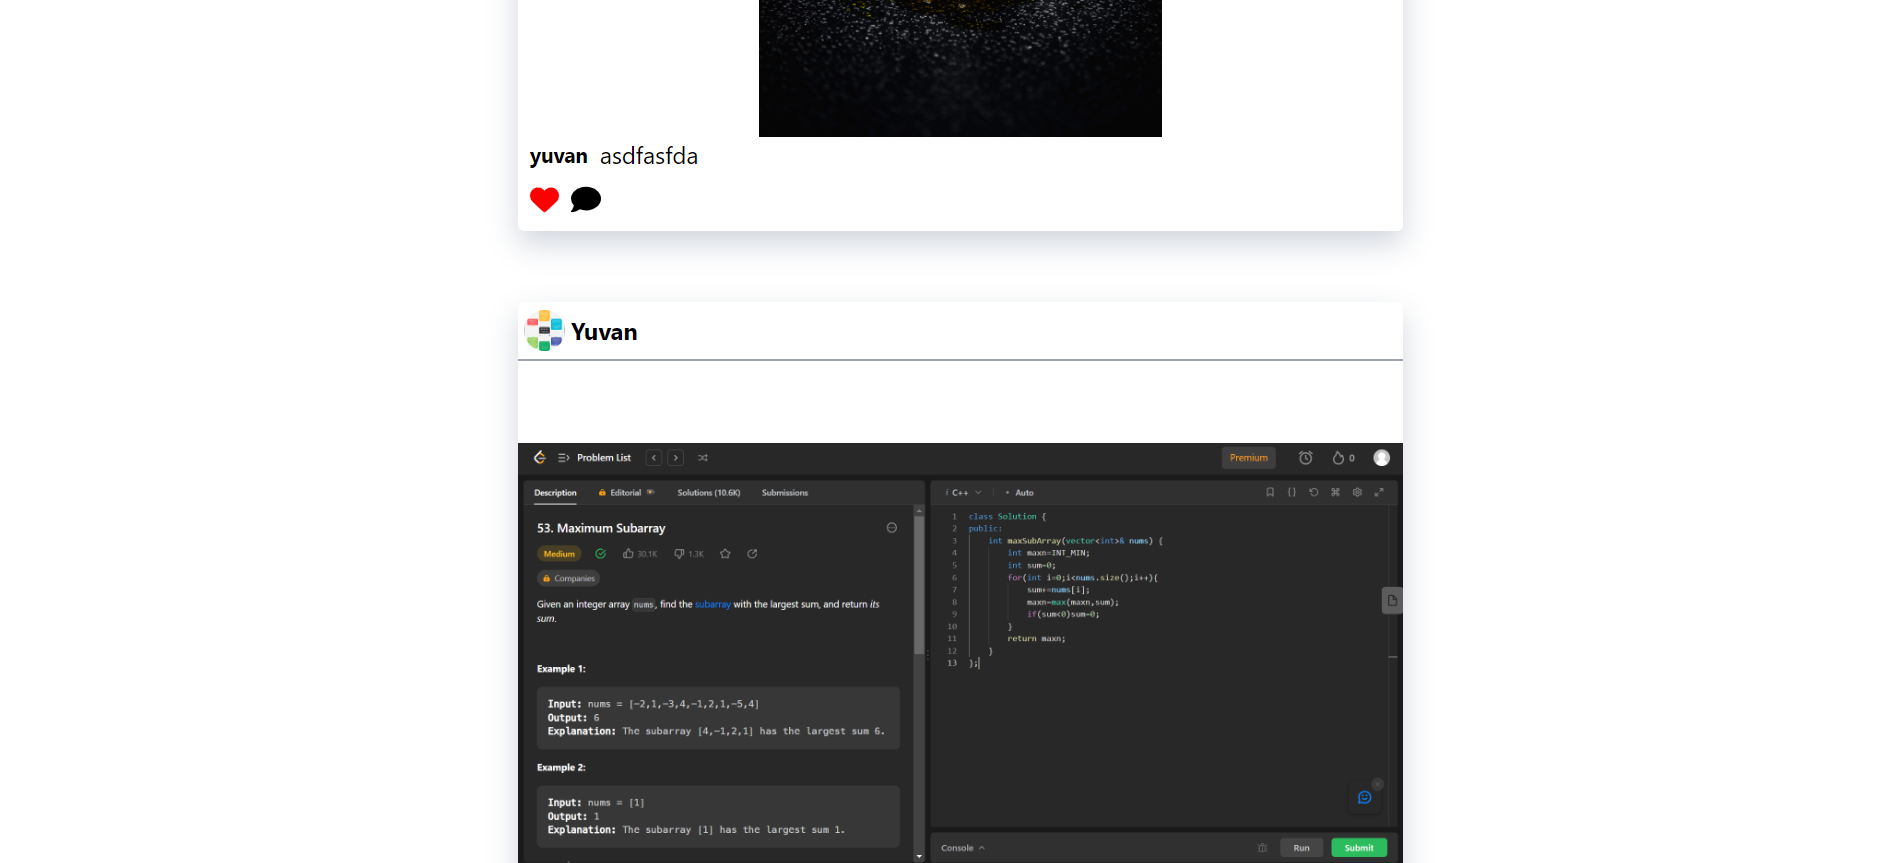 yuvan asdfasfda
Yuvan
Problem List
Premium
0
Description Editorial Solutions (10.6K) Submissions
53. Maximum Subarray
Medium 30.1K 1.3K
Companies
Given an integer array nums, find the subarray with the largest sum, and return its
sum.
Example 1:
Input: nums = [-2,1,-3,4,-1,2,1,-5,4]
Output: 6
Explanation: The subarray [4,-1,2,1] has the largest sum 6.
Example 2:
Input: nums = [1]
Output: 1
Explanation: The subarray [1] has the largest sum 1.
i C++ • Auto
1 class Solution {
2 public:
3 int maxSubArray(vector<int>& nums) {
4 int maxn=INT_MIN;
5 int sum=0;
6 for(int i=0;i<nums.size();i++){
7 sum+=nums[i];
8 maxn=max(maxn,sum);
9 if(sum<0)sum=0;
10 }
11 return maxn;
12 }
13 };
Console Run Submit